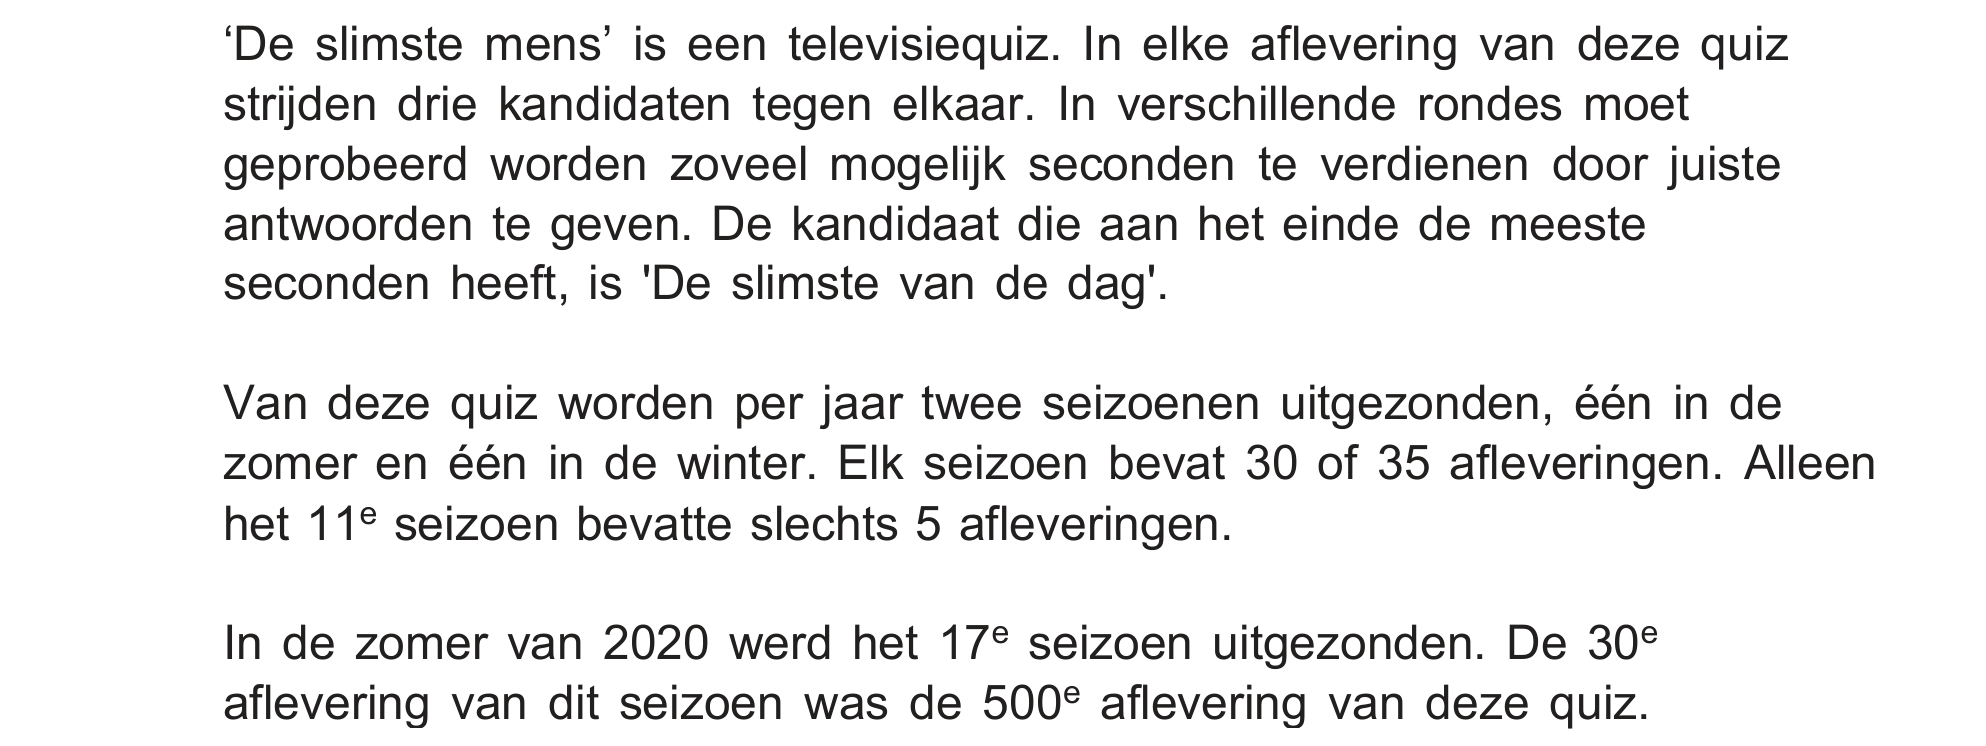 ‘De slimste mens’ is een televisiequiz. In elke aflevering van deze quiz
strijden drie kandidaten tegen elkaar. In verschillende rondes moet
geprobeerd worden zoveel mogelijk seconden te verdienen door juiste
antwoorden te geven. De kandidaat die aan het einde de meeste
seconden heeft, is 'De slimste van de dag'.
Van deze quiz worden per jaar twee seizoenen uitgezonden, één in de
zomer en één in de winter. Elk seizoen bevat 30 of 35 afleveringen. Alleen
het 11ᵉ seizoen bevatte slechts 5 afleveringen.
In de zomer van 2020 werd het 17ᵉ seizoen uitgezonden. De 30ᵉ
aflevering van dit seizoen was de 500ᵉ aflevering van deze quiz.